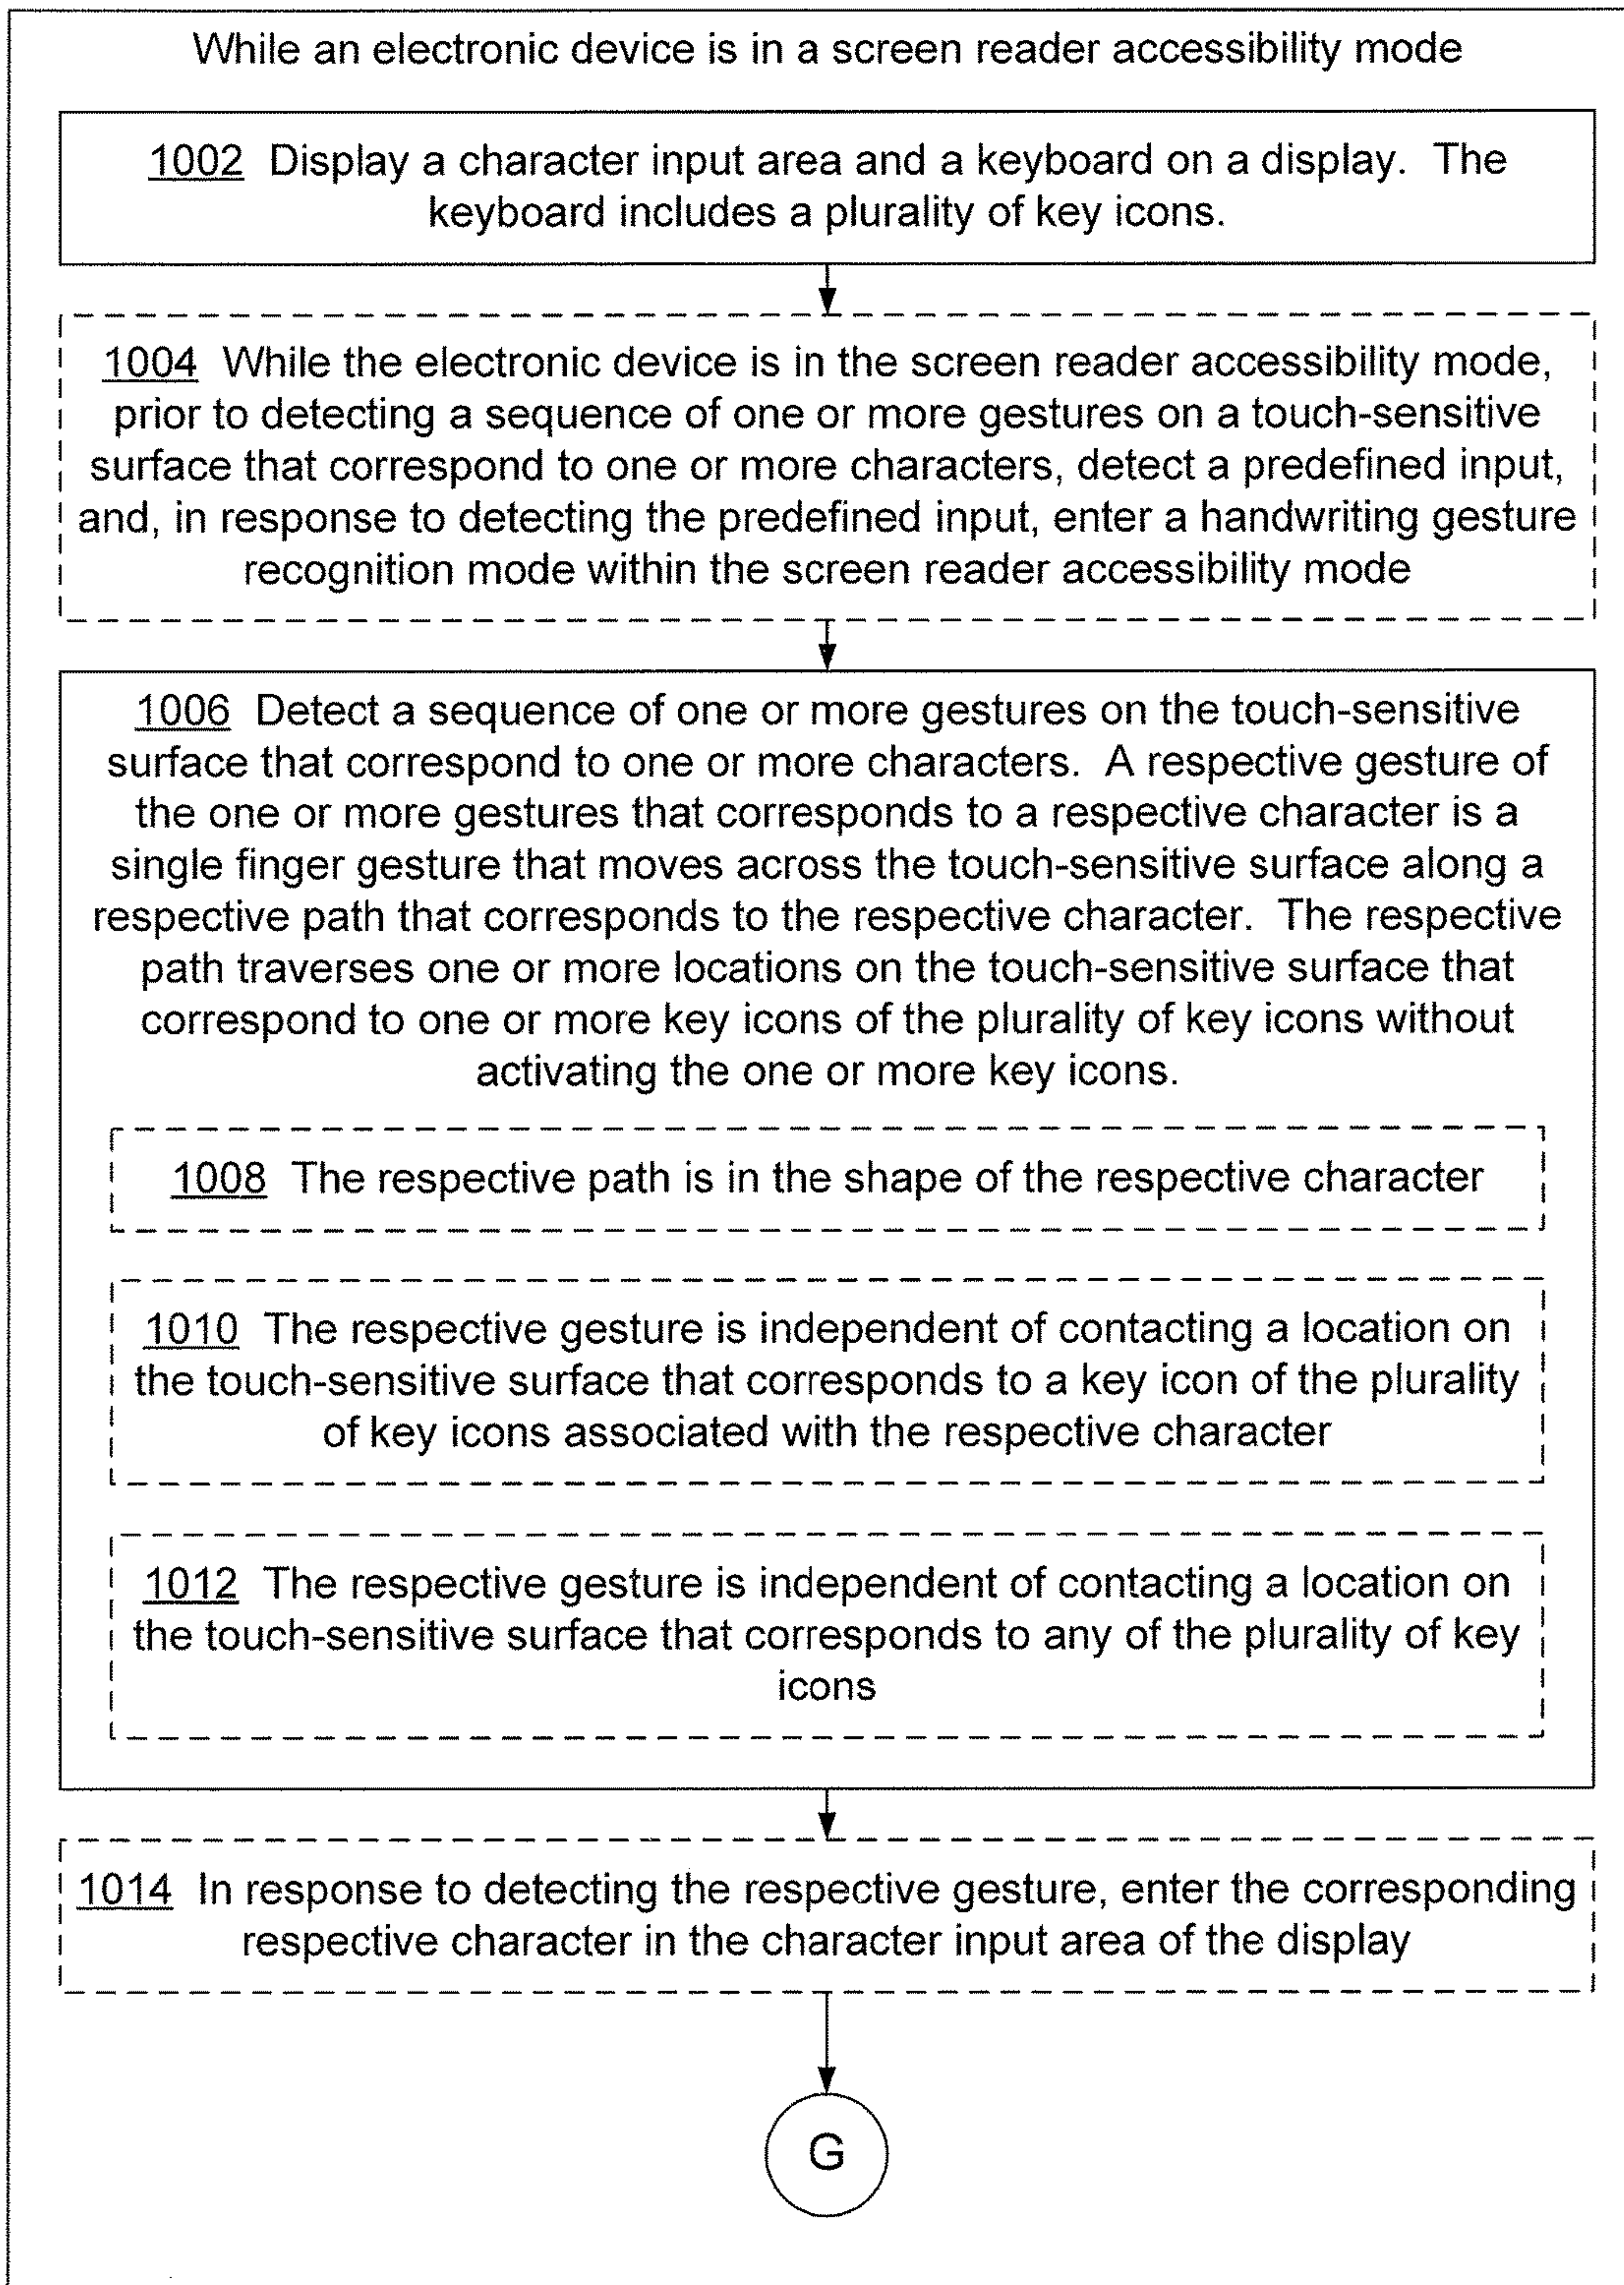 While an electronic device is in a screen reader accessibility mode
1002 Display a character input area and a keyboard on a display. The
keyboard includes a plurality of key icons.
1004 While the electronic device is in the screen reader accessibility mode,
prior to detecting a sequence of one or more gestures on a touch-sensitive
surface that correspond to one or more characters, detect a predefined input,
and, in response to detecting the predefined input, enter a handwriting gesture
recognition mode within the screen reader accessibility mode
1006 Detect a sequence of one or more gestures on the touch-sensitive
surface that correspond to one or more characters. A respective gesture of
the one or more gestures that corresponds to a respective character is a
single finger gesture that moves across the touch-sensitive surface along a
respective path that corresponds to the respective character. The respective
path traverses one or more locations on the touch-sensitive surface that
correspond to one or more key icons of the plurality of key icons without
activating the one or more key icons.
1008 The respective path is in the shape of the respective character
1010 The respective gesture is independent of contacting a location on
the touch-sensitive surface that corresponds to a key icon of the plurality
of key icons associated with the respective character
1012 The respective gesture is independent of contacting a location on
the touch-sensitive surface that corresponds to any of the plurality of key
icons
1014 In response to detecting the respective gesture, enter the corresponding
respective character in the character input area of the display
G